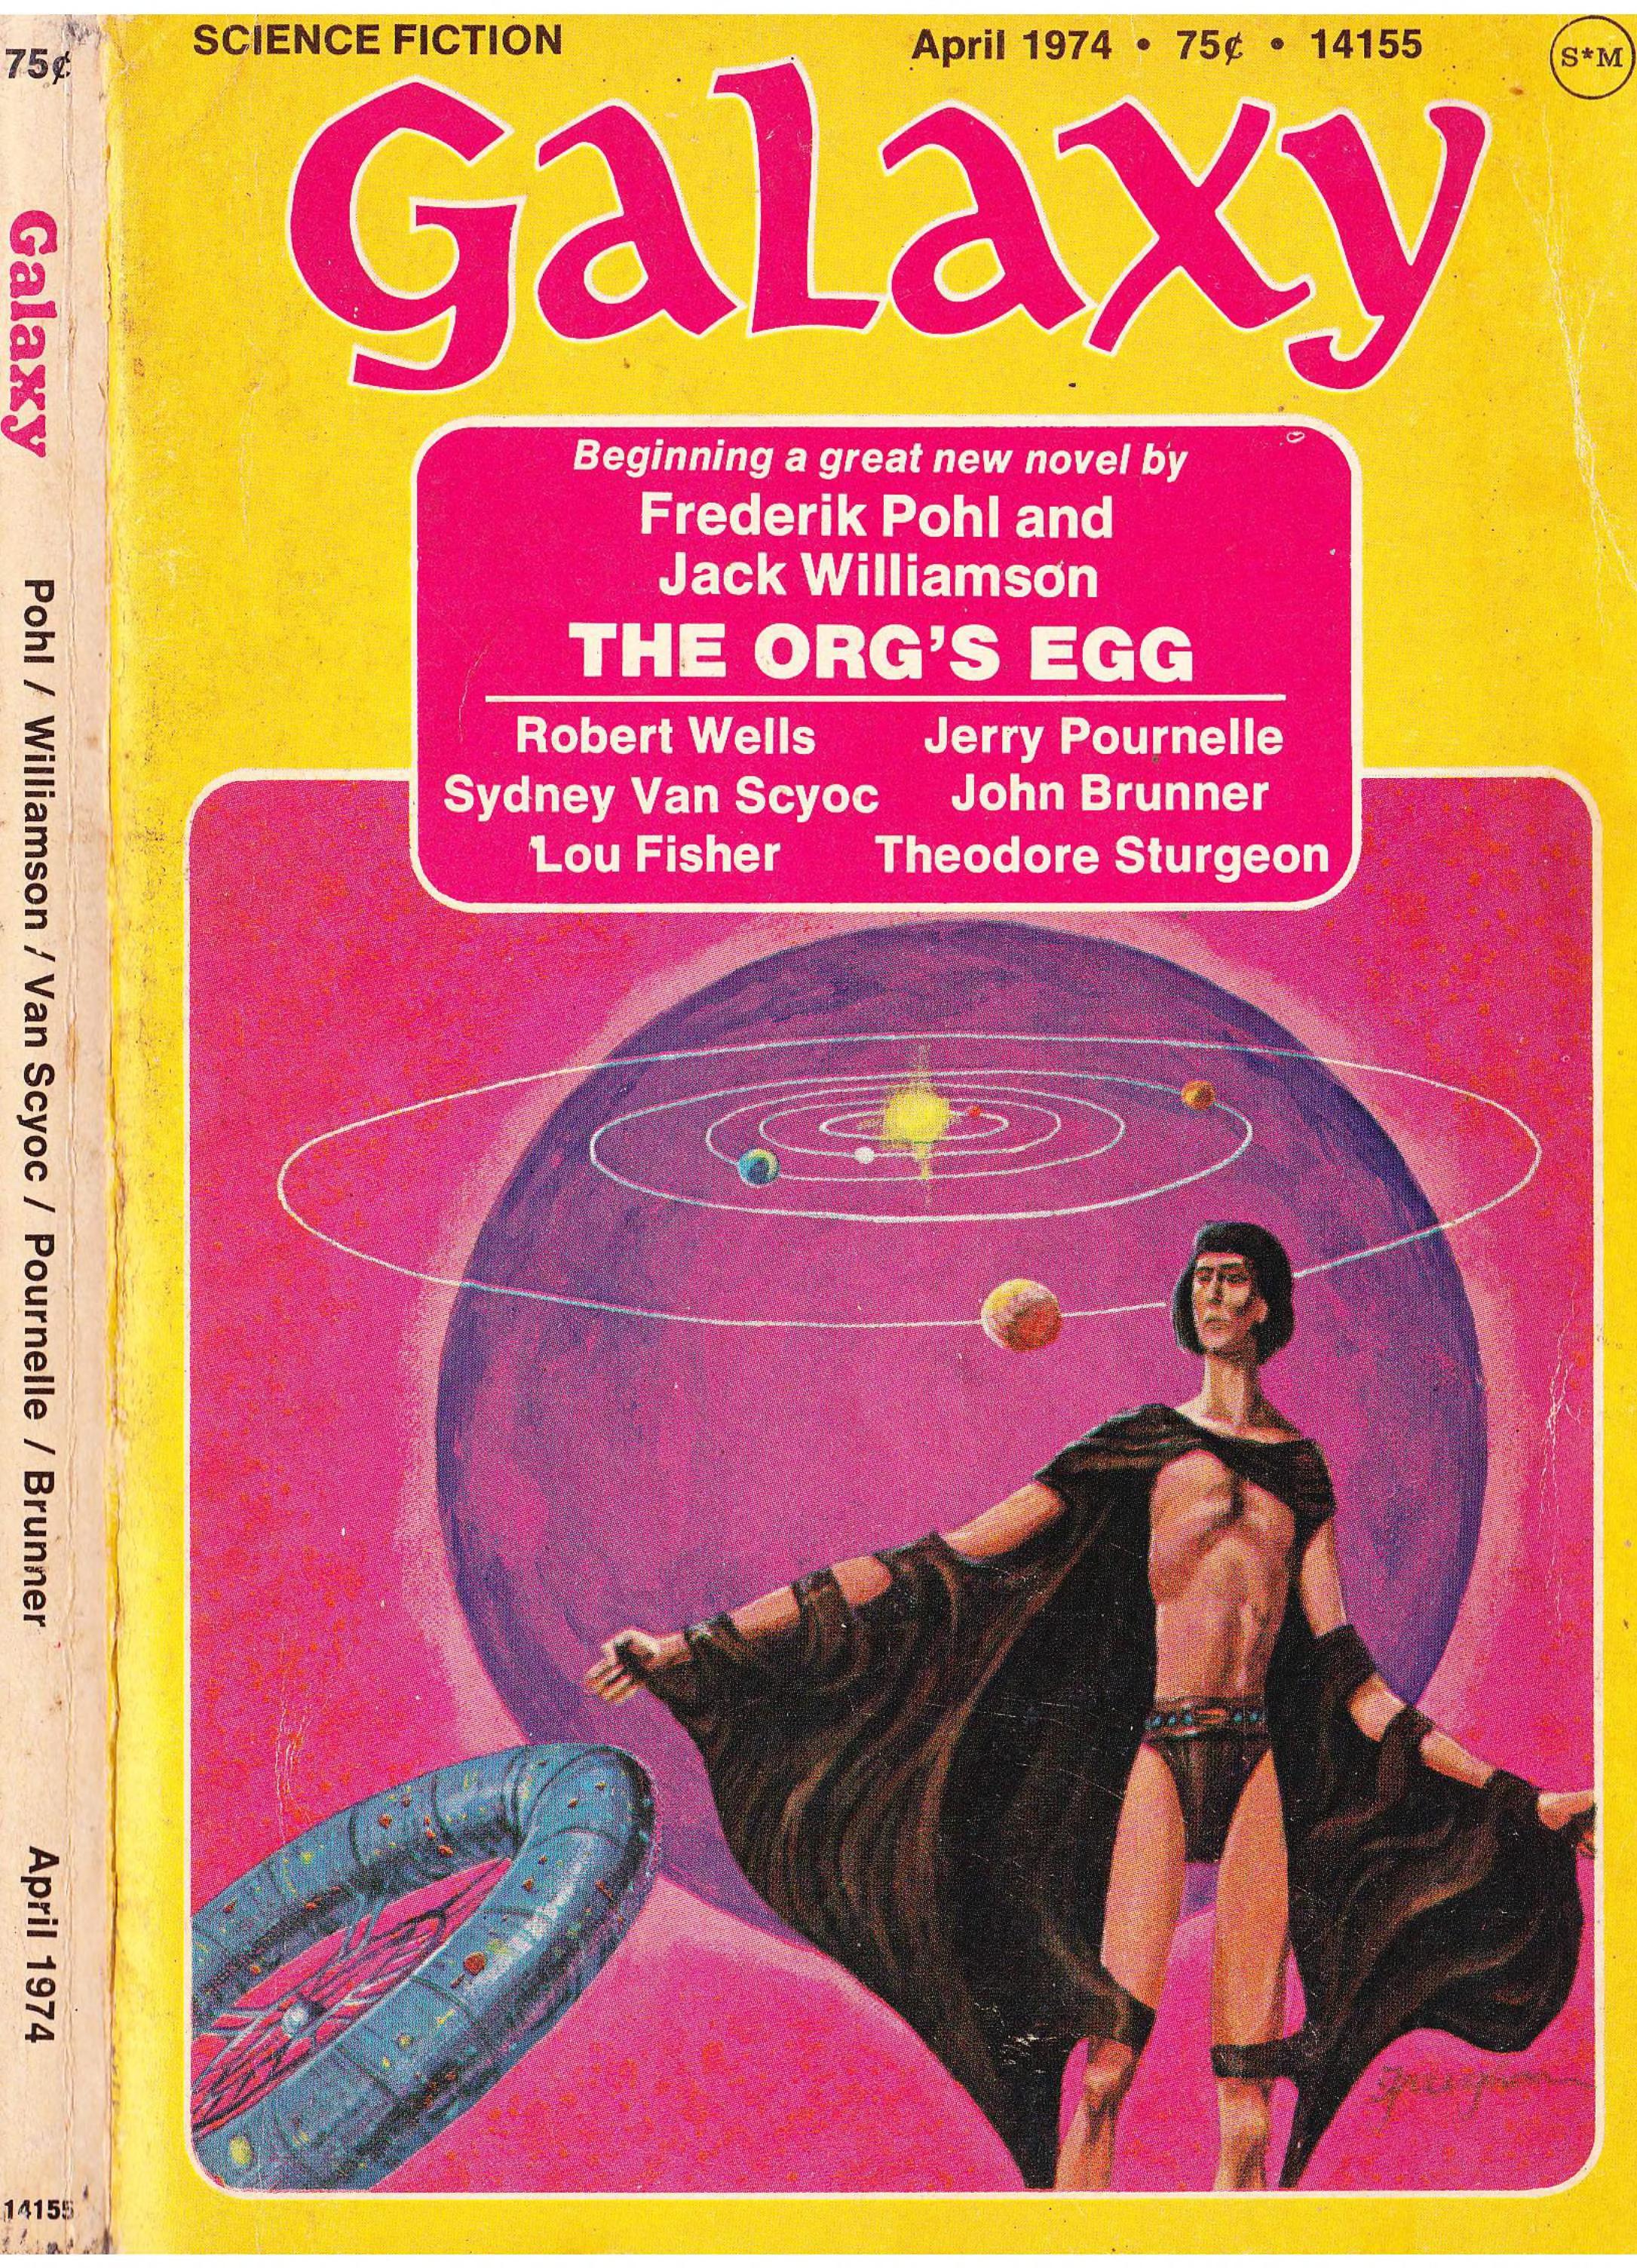 75¢
Galaxy
Pohl / Williamson / Van Scyoc / Pournelle / Brunner
April 1974
14155
SCIENCE FICTION
April 1974 • 75¢ • 14155
S*M
Galaxy
Beginning a great new novel by
Frederik Pohl and
Jack Williamson
THE ORG'S EGG
Robert Wells
Jerry Pournelle
Sydney Van Scyoc
John Brunner
Lou Fisher
Theodore Sturgeon